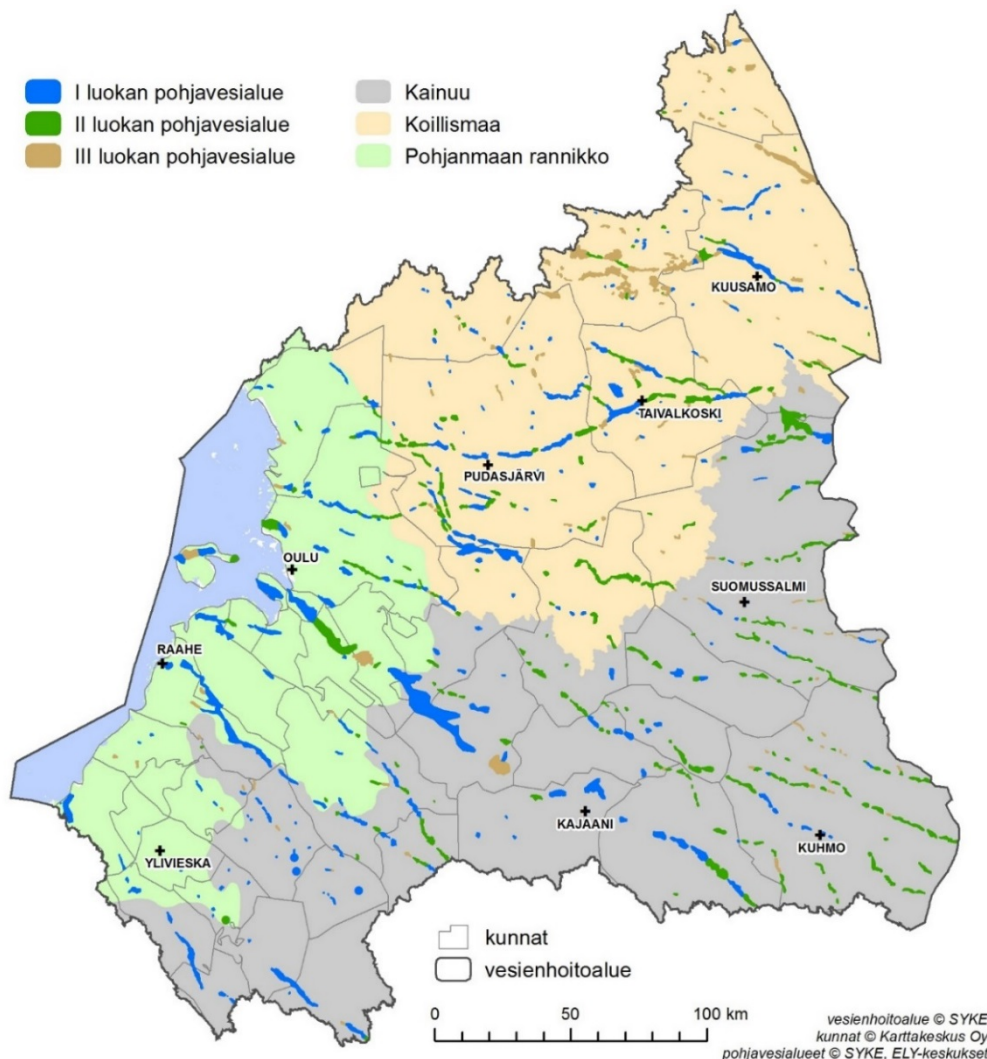 I luokan pohjavesialue
II luokan pohjavesialue
III luokan pohjavesialue
Kainuu
Koillismaa
Pohjanmaan rannikko
KUUSAMO
TAIVALKOSKI
PUDASJÄRVI
OULU
SUOMUSSALMI
RAAHE
KAJAANI
KUHMO
YLIVIESKA
kunnat
vesienhoitoalue
0 50 100 km
vesienhoitoalue © SYKE
kunnat © Karttakeskus Oy
pohjavesialueet © SYKE, ELY-keskukset